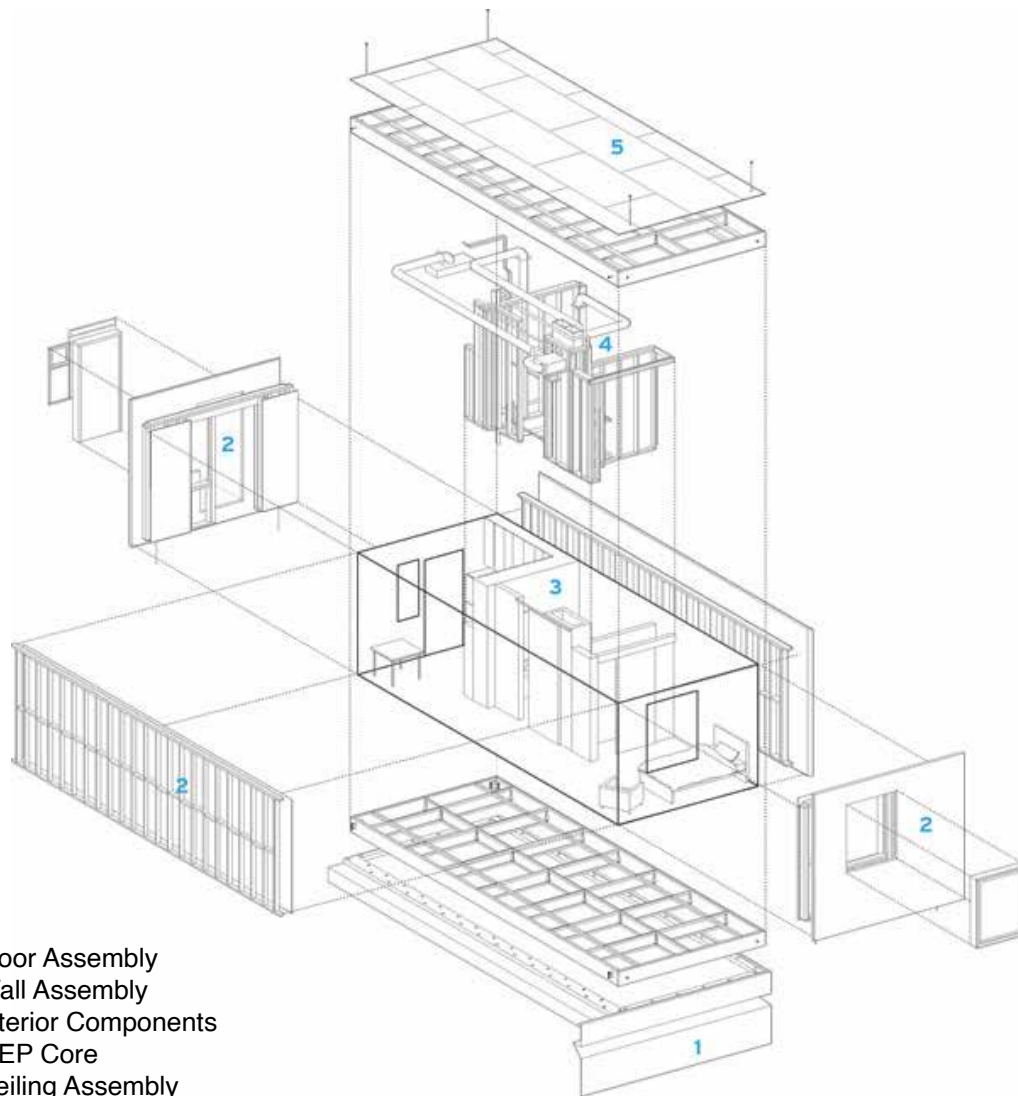 5
4
2
3
2
2
1
oor Assembly
all Assembly
terior Components
EP Core
eiling Assembly